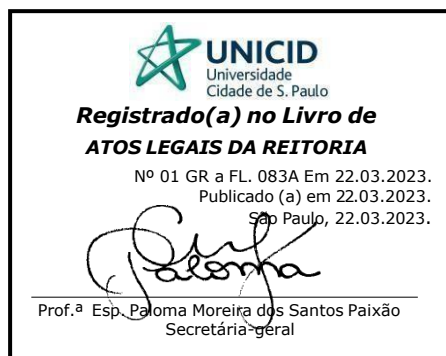 UNICID
Universidade
Cidade de S. Paulo
Registrado(a) no Livro de
ATOS LEGAIS DA REITORIA
Nº 01 GR a FL. 083A Em 22.03.2023.
Publicado (a) em 22.03.2023.
São Paulo, 22.03.2023.
Paloma
Prof.ª Esp. Paloma Moreira dos Santos Paixão
Secretária-geral